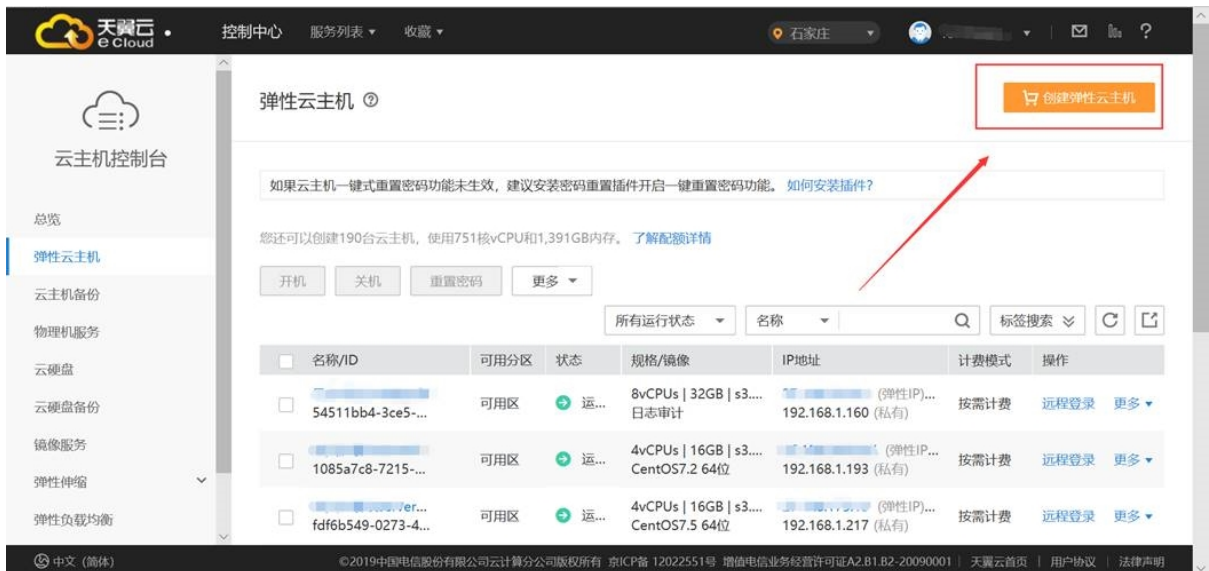 天翼云
e Cloud
控制中心 服务列表 收藏 石家庄
弹性云主机
创建弹性云主机
云主机控制台
如果云主机一键式重置密码功能未生效，建议安装密码重置插件开启一键重置密码功能。 如何安装插件?
总览
您还可以创建190台云主机，使用751核vCPU和1,391GB内存。 了解配额详情
弹性云主机
开机 关机 重置密码 更多
云主机备份
所有运行状态 名称 标签搜索
物理机服务
名称/ID 可用分区 状态 规格/镜像 IP地址 计费模式 操作
云硬盘
8vCPUs | 32GB | s3.... (弹性IP)...
云硬盘备份
54511bb4-3ce5-... 可用区 运... 日志审计 192.168.1.160 (私有) 按需计费 远程登录 更多
镜像服务
4vCPUs | 16GB | s3.... (弹性IP...
1085a7c8-7215-... 可用区 运... CentOS7.2 64位 192.168.1.193 (私有) 按需计费 远程登录 更多
弹性伸缩
4vCPUs | 16GB | s3.... (弹性IP)...
弹性负载均衡
fdf6b549-0273-4... 可用区 运... CentOS7.5 64位 192.168.1.217 (私有) 按需计费 远程登录 更多
中文 (简体) ©2019中国电信股份有限公司云计算分公司版权所有 京ICP备 12022551号 增值电信业务经营许可证A2.B1.B2-20090001 | 天翼云首页 | 用户协议 | 法律声明